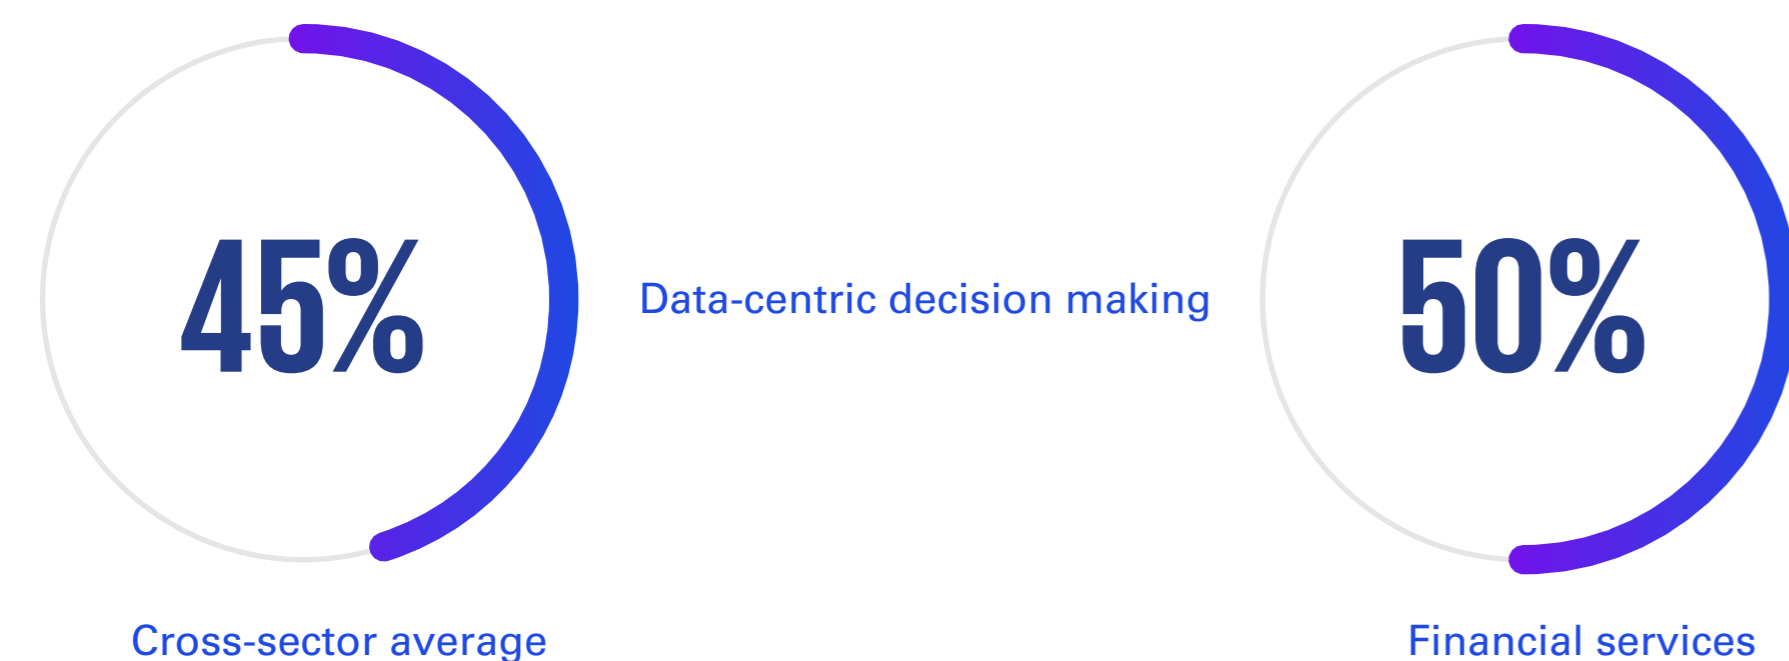 45%
Data-centric decision making
50%
Cross-sector average
Financial services